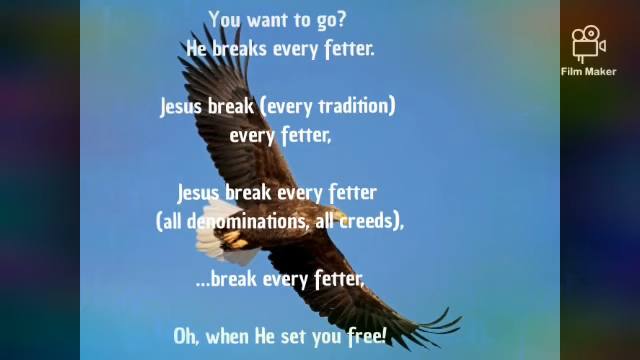 You want to go?
He breaks every fetter.
Jesus break (every tradition)
every fetter,
Jesus break every fetter
(all denominations, all creeds),
...break every fetter,
Oh, when He set you free!
Film Maker